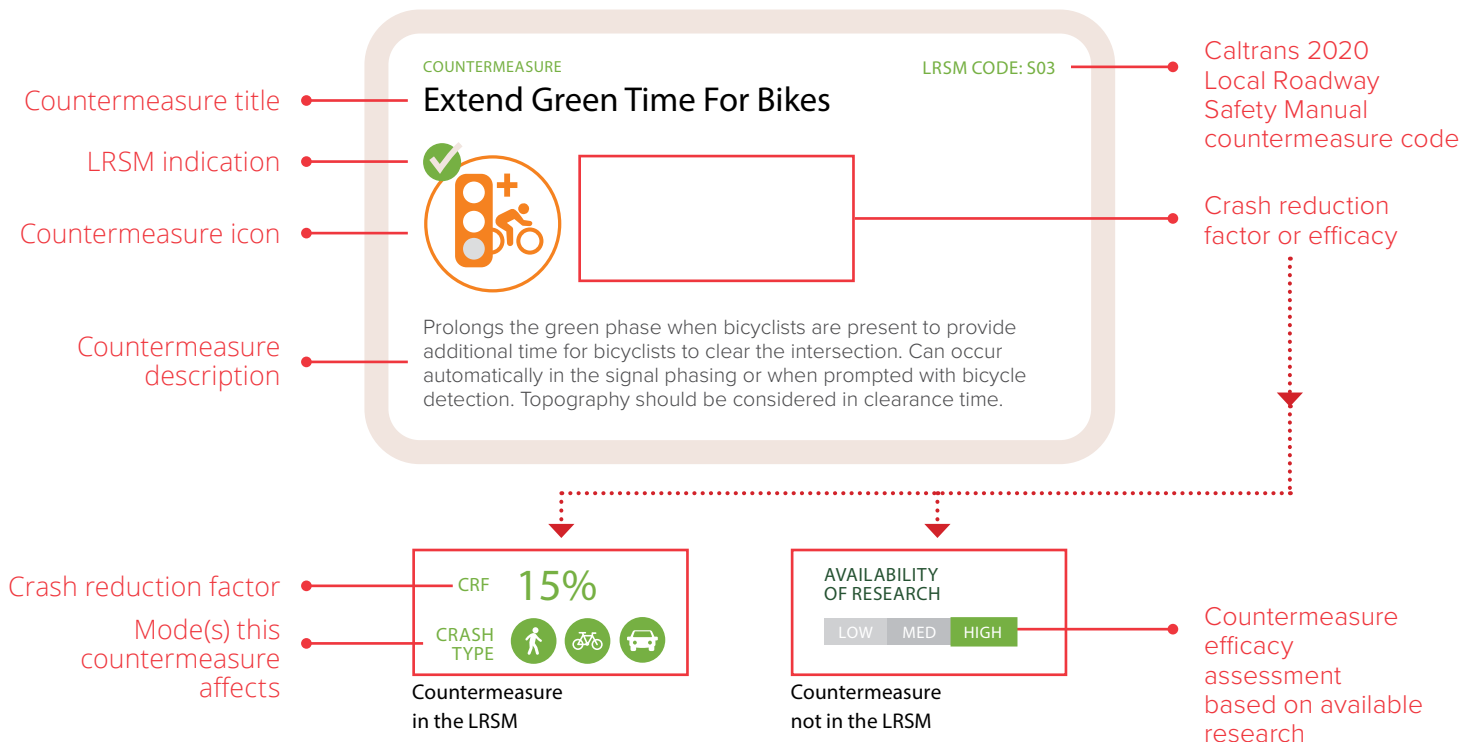 COUNTERMEASURE
LRSM CODE: S03
Extend Green Time For Bikes
Countermeasure title
LRSM indication
Countermeasure icon
Countermeasure
description
Caltrans 2020
Local Roadway
Safety Manual
countermeasure code
Crash reduction
factor or efficacy
Prolongs the green phase when bicyclists are present to provide
additional time for bicyclists to clear the intersection. Can occur
automatically in the signal phasing or when prompted with bicycle
detection. Topography should be considered in clearance time.
Crash reduction factor
Mode(s) this
countermeasure
affects
CRF 15%
CRASH
TYPE
Countermeasure
in the LRSM
AVAILABILITY
OF RESEARCH
LOW MED HIGH
Countermeasure
not in the LRSM
Countermeasure
efficacy
assessment
based on available
research